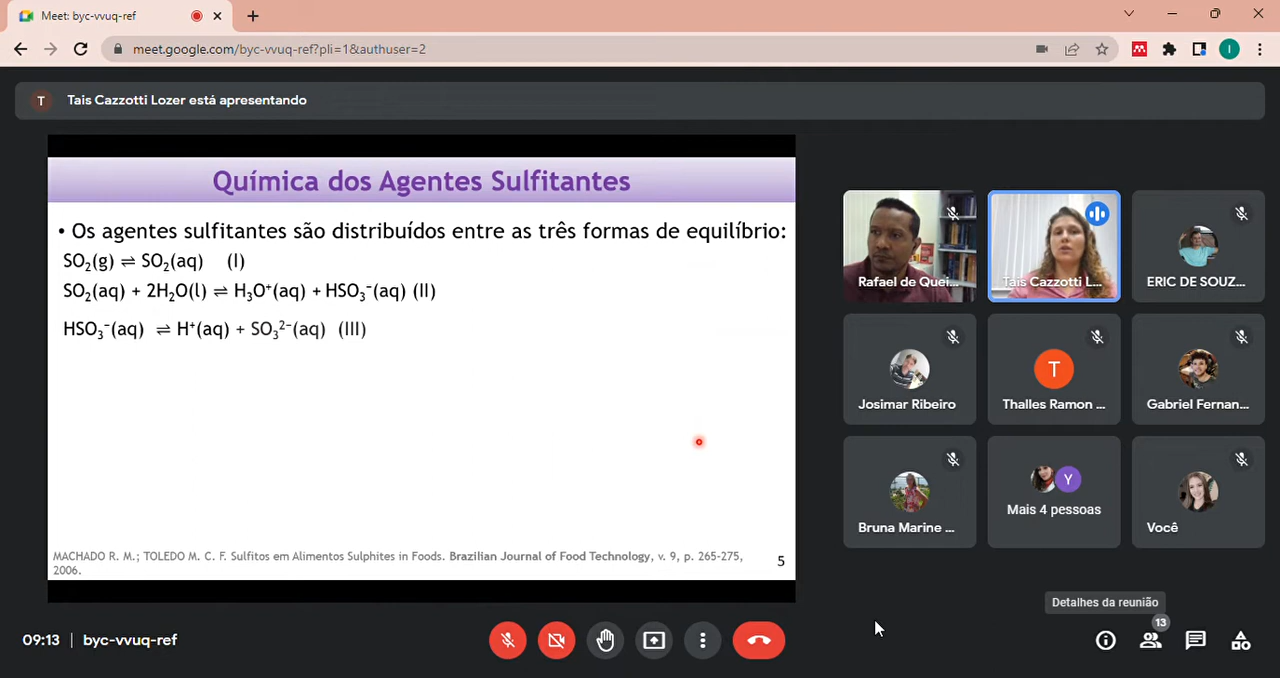 Meet: byc-vvuq-ref
meet.google.com/byc-vvuq-ref?pli=1&authuser=2
I
T
Tais Cazzotti Lozer está apresentando
Química dos Agentes Sulfitantes
• Os agentes sulfitantes são distribuídos entre as três formas de equilíbrio:
SO₂(g) ⇌ SO₂(aq) (I)
SO₂(aq) + 2H₂O(l) ⇌ H₃O⁺(aq) + HSO₃⁻(aq) (II)
HSO₃⁻(aq) ⇌ H⁺(aq) + SO₃²⁻(aq) (III)
MACHADO R. M.; TOLEDO M. C. F. Sulfitos em Alimentos Sulphites in Foods. Brazilian Journal of Food Technology, v. 9, p. 265-275,
2006.
5
Rafael de Quei...
Tais Cazzotti L...
ERIC DE SOUZ...
Josimar Ribeiro
T
Thalles Ramon ...
Gabriel Fernan...
Bruna Marine ...
Y
Mais 4 pessoas
Você
Detalhes da reunião
09:13 | byc-vvuq-ref
13